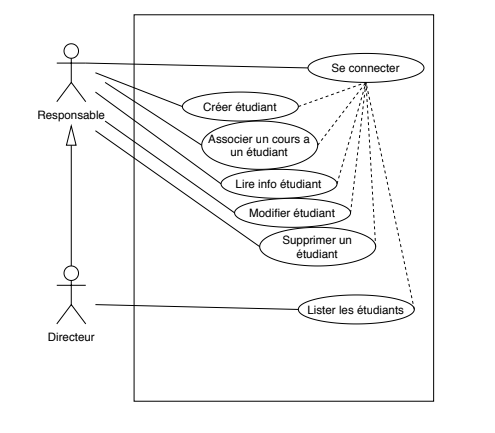 Se connecter
Créer étudiant
Responsable
Associer un cours a
un étudiant
Lire info étudiant
Modifier étudiant
Supprimer un
étudiant
Lister les étudiants
Directeur